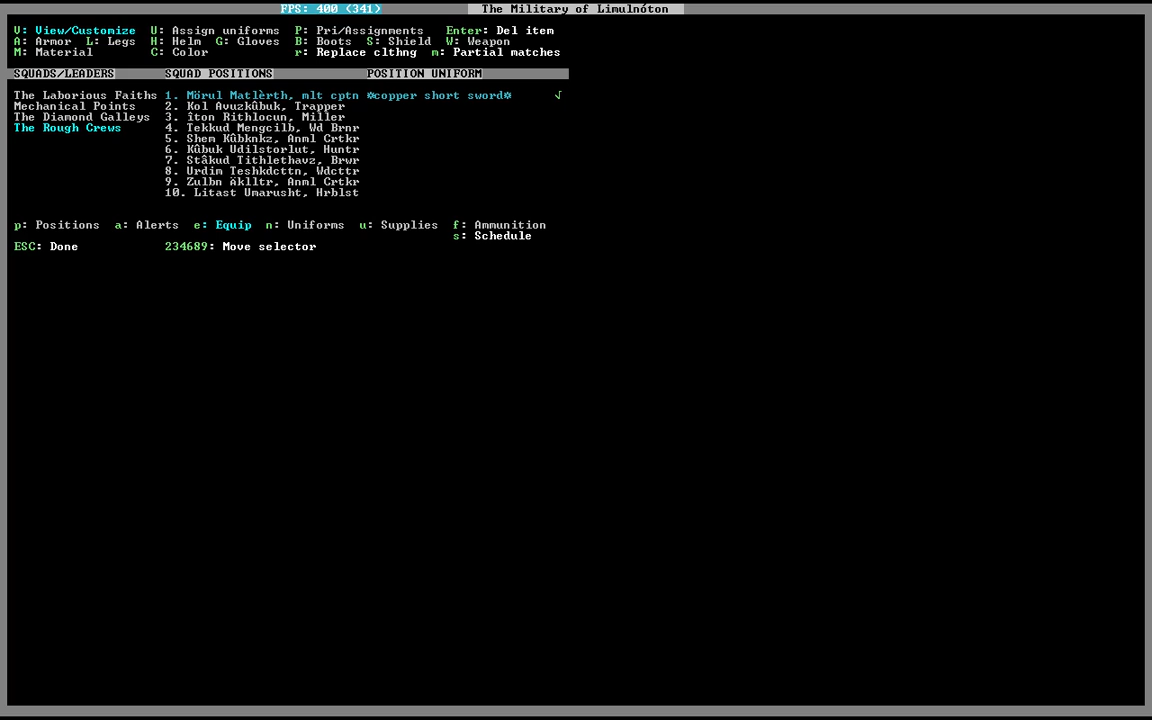 FPS: 400 (341) The Military of Limulnóton
V: View/Customize U: Assign uniforms P: Pri/Assignments Enter: Del item
A: Armor L: Legs H: Helm G: Gloves B: Boots S: Shield W: Weapon
M: Material C: Color r: Replace clthng m: Partial matches
SQUADS/LEADERS SQUAD POSITIONS POSITION UNIFORM
The Laborious Faiths 1. Mörul Matlèrth, mlt cptn ☼copper short sword☼ √
Mechanical Points 2. Kol Avuzkûbuk, Trapper
The Diamond Galleys 3. îton Rithlocun, Miller
The Rough Crews 4. Tekkud Mengcilb, Wd Brnr
5. Shem Kûbknkz, Anml Crtkr
6. Kûbuk Udilstorlut, Huntr
7. Stâkud Tithlethavz, Brwr
8. Urdim Teshkdcttn, Wdcttr
9. Zulbn äklltr, Anml Crtkr
10. Litast Umarusht, Hrblst
p: Positions a: Alerts e: Equip n: Uniforms u: Supplies f: Ammunition
s: Schedule
ESC: Done 234689: Move selector